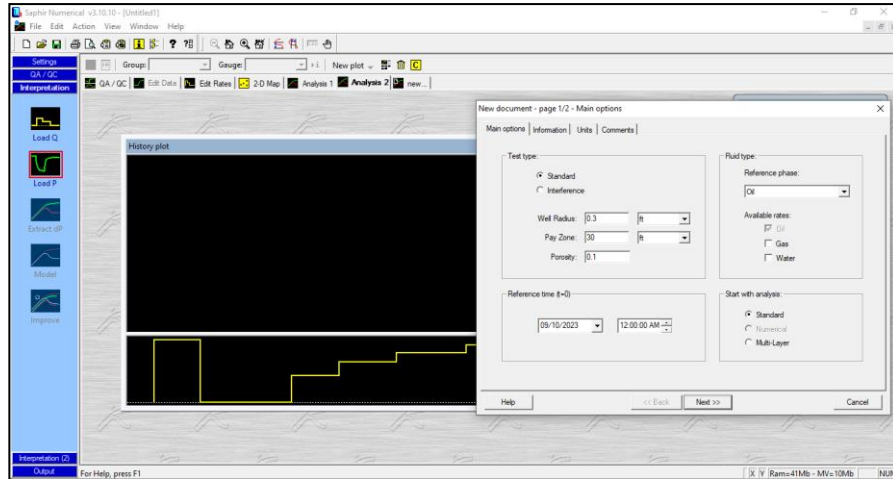 Saphir Numerical v3.10.10 - [Untitled1]
File Edit Action View Window Help
Settings
QA / QC
Interpretation
Group:
Gauge:
New plot
QA / QC
Edit Data
Edit Rates
2-D Map
Analysis 1
Analysis 2
new...
Load Q
Load P
Extract dP
Model
Improve
Interpretation (2)
Output
History plot
New document - page 1/2 - Main options
Main options
Information
Units
Comments
Test type:
Standard
Interference
Well Radius: 0.3 ft
Pay Zone: 30 ft
Porosity: 0.1
Fluid type:
Reference phase:
Oil
Available rates:
Oil
Gas
Water
Reference time (t=0)
09/10/2023 12:00:00 AM
Start with analysis:
Standard
Numerical
Multi-Layer
Help
<< Back
Next >>
Cancel
For Help, press F1
X Y Ram=41Mb - MV=10Mb NUM